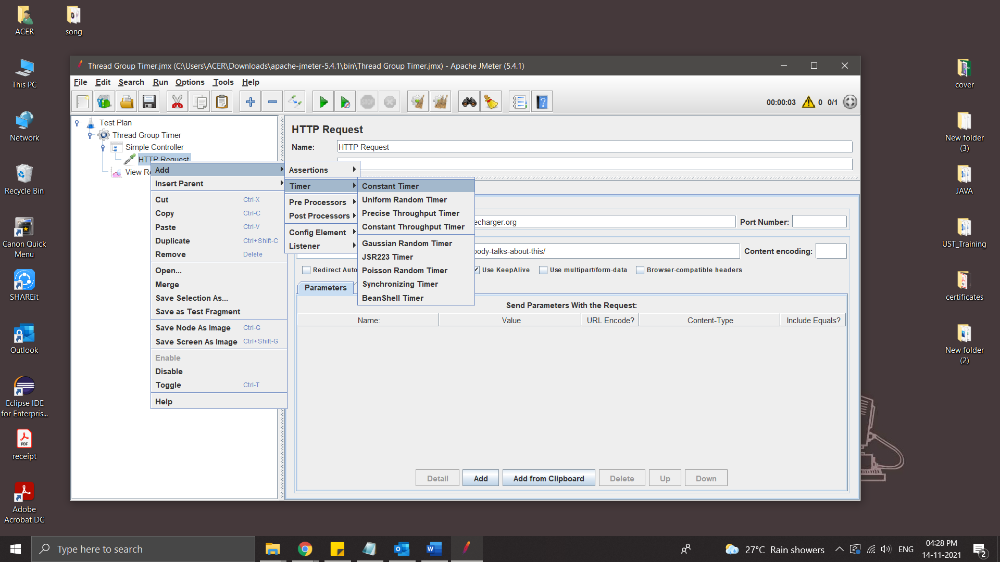 ACER
song
This PC
Network
Recycle Bin
Canon Quick
Menu
SHAREit
Outlook
Eclipse IDE
for Enterpris...
receipt
Adobe
Acrobat DC
Thread Group Timer.jmx (C:\Users\ACER\Downloads\apache-jmeter-5.4.1\bin\Thread Group Timer.jmx) - Apache JMeter (5.4.1)
File Edit Search Run Options Tools Help
STOP
00:00:03 0 0/1
Test Plan
Thread Group Timer
Simple Controller
HTTP Request
View Re
Add
Insert Parent
Cut Ctrl-X
Copy Ctrl-C
Paste Ctrl-V
Duplicate Ctrl+Shift-C
Remove Delete
Open...
Merge
Save Selection As...
Save as Test Fragment
Save Node As Image Ctrl-G
Save Screen As Image Ctrl+Shift-G
Enable
Disable
Toggle Ctrl-T
Help
Assertions
Timer
Pre Processors
Post Processors
Config Element
Listener
Constant Timer
Uniform Random Timer
Precise Throughput Timer
Constant Throughput Timer
Gaussian Random Timer
JSR223 Timer
Poisson Random Timer
Synchronizing Timer
BeanShell Timer
HTTP Request
Name: HTTP Request
echarger.org Port Number:
body-talks-about-this/ Content encoding:
Redirect Auto Use KeepAlive Use multipart/form-data Browser-compatible headers
Parameters
Send Parameters With the Request:
Name: Value URL Encode? Content-Type Include Equals?
Detail Add Add from Clipboard Delete Up Down
cover
New folder
(3)
JAVA
UST_Training
certificates
New folder
(2)
Type here to search
27°C Rain showers
ENG
04:28 PM
14-11-2021
2